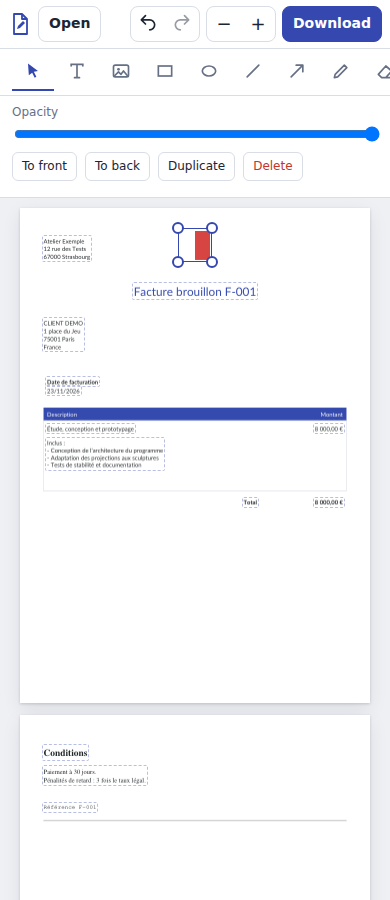 Open
Download
Opacity
To front
To back
Duplicate
Delete
Atelier Exemple
12 rue des Tests
67000 Strasbourg
Facture brouillon F-001
CLIENT DEMO
1 place du Jeu
75001 Paris
France
Date de facturation
23/11/2026
Description Montant
Étude, conception et prototypage 8 000,00 €
Inclus :
- Conception de l'architecture du programme
- Adaptation des projections aux sculptures
- Tests de stabilité et documentation
Total 8 000,00 €
Conditions
Paiement à 30 jours.
Pénalités de retard : 3 fois le taux légal.
Référence F-001